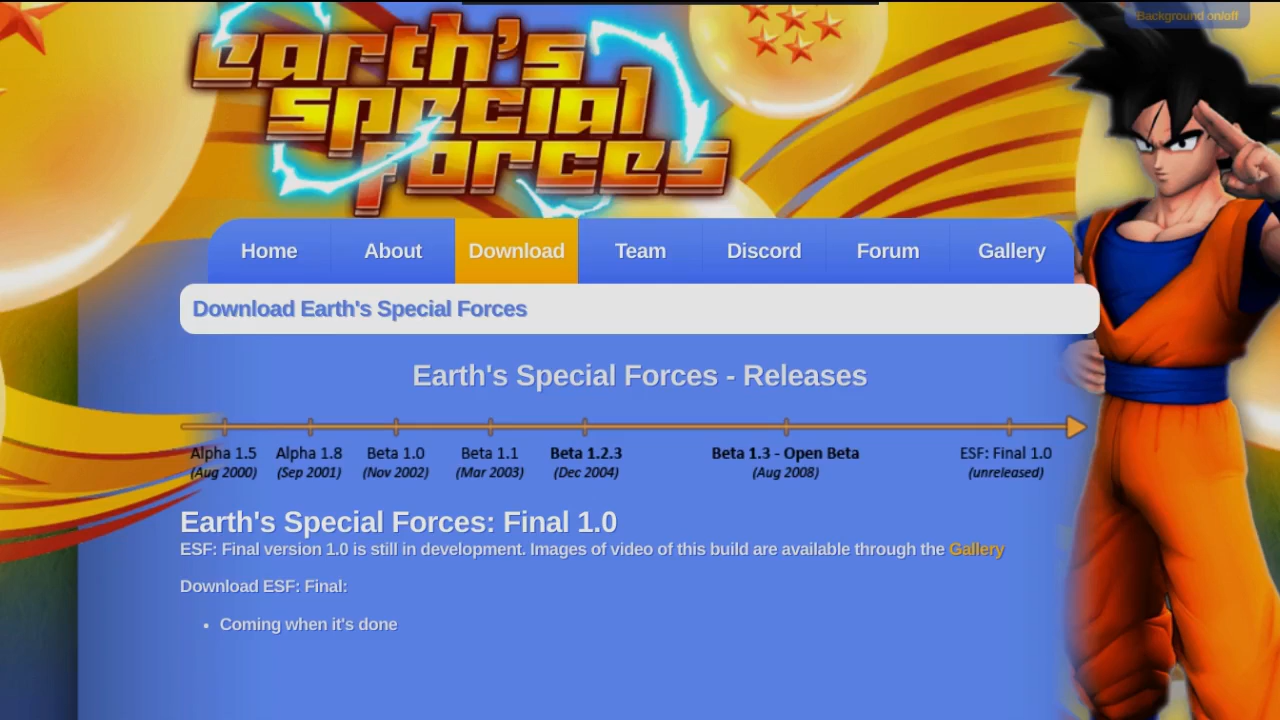 Background on/off
earth's
special
forces
Home About Download Team Discord Forum Gallery
Download Earth's Special Forces
Earth's Special Forces - Releases
Alpha 1.5 Alpha 1.8 Beta 1.0 Beta 1.1 Beta 1.2.3 Beta 1.3 - Open Beta ESF: Final 1.0
(Aug 2000) (Sep 2001) (Nov 2002) (Mar 2003) (Dec 2004) (Aug 2008) (unreleased)
Earth's Special Forces: Final 1.0
ESF: Final version 1.0 is still in development. Images of video of this build are available through the Gallery
Download ESF: Final:
• Coming when it's done